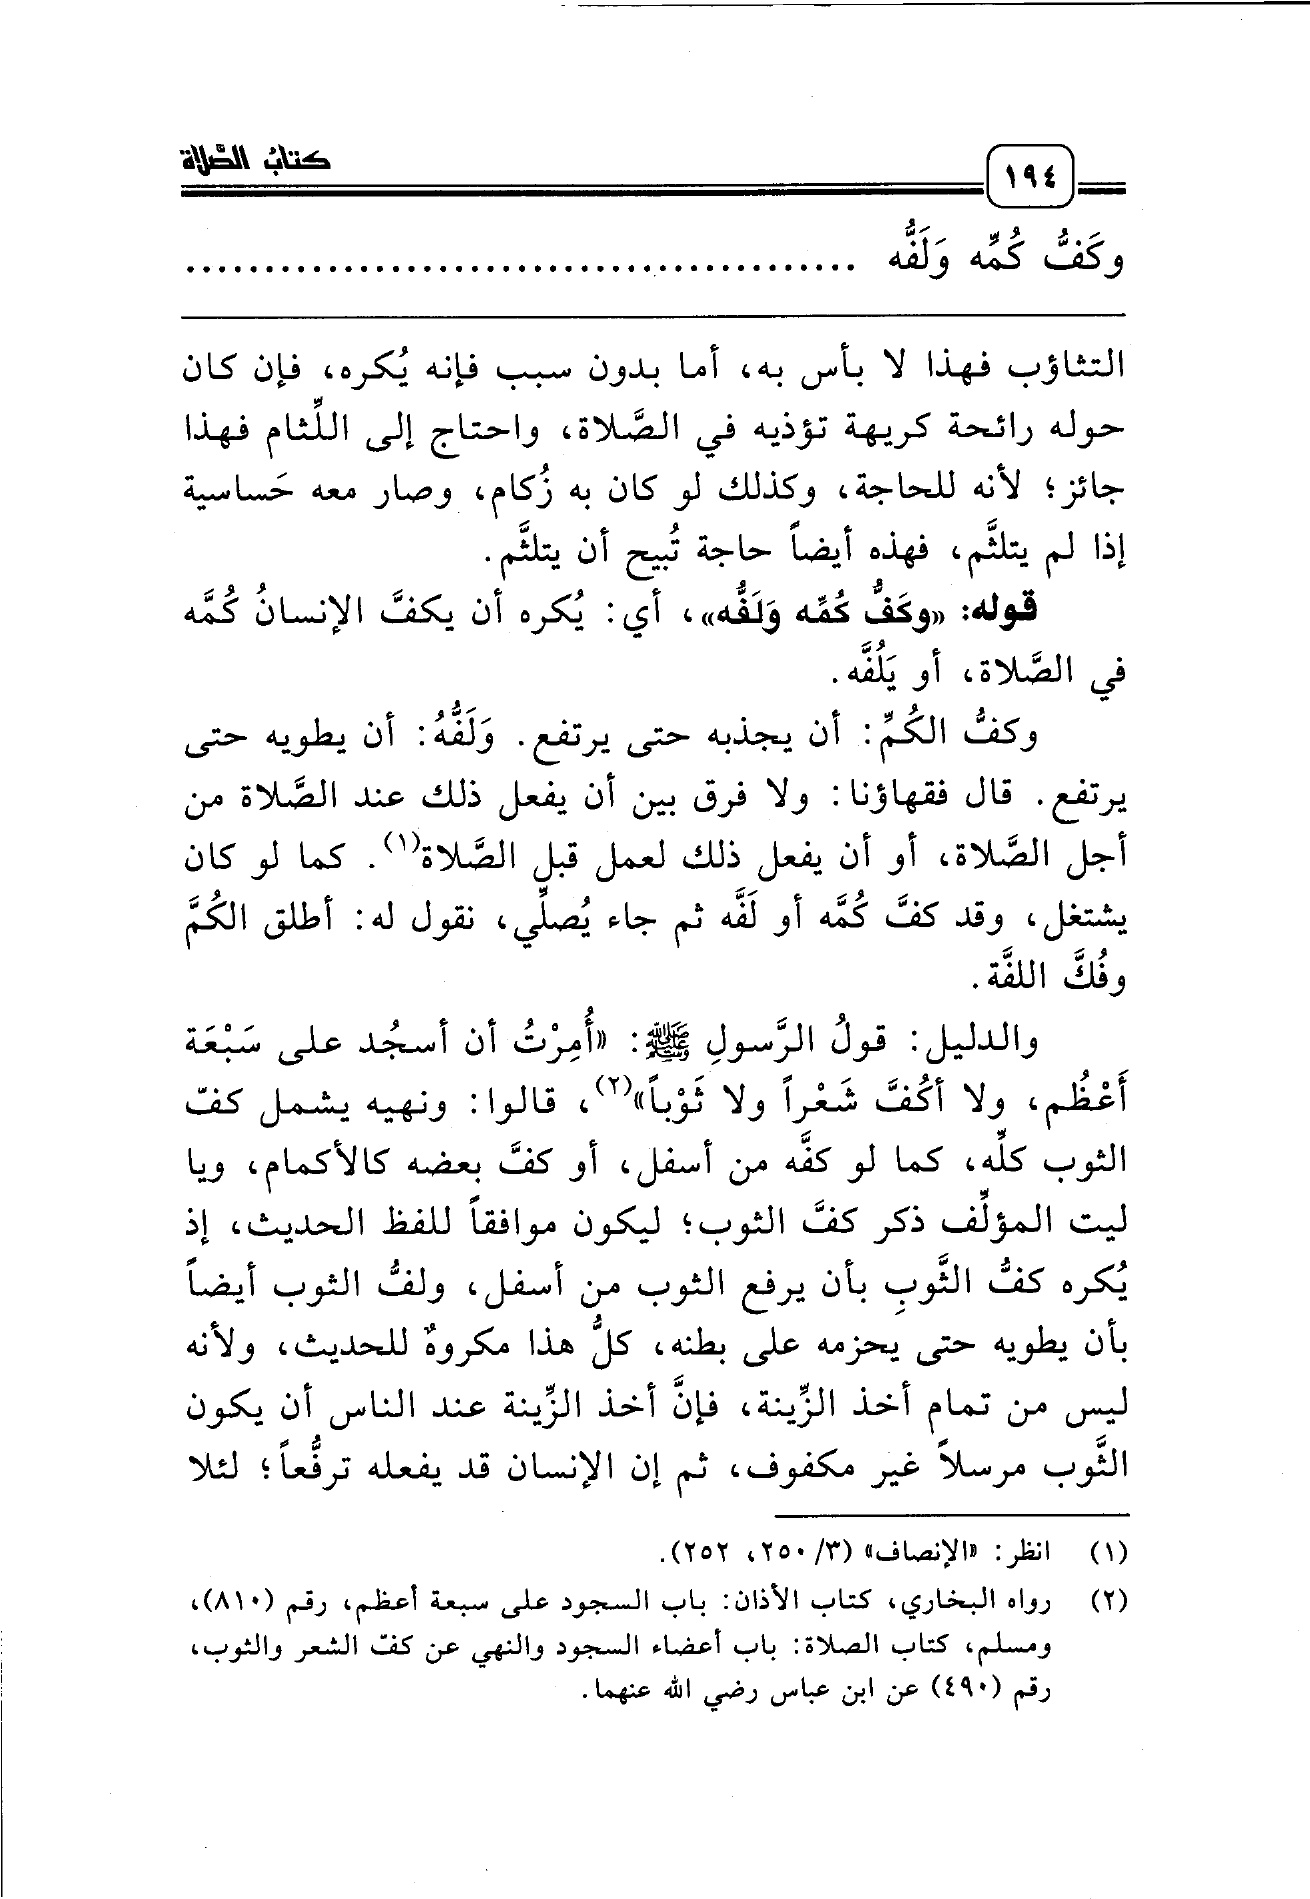 كتاب الصلاة
١٩٤
وكَفُّ كُمِّه وَلَفُّه ............................................
التثاؤب فهذا لا بأس به، أما بدون سبب فإنه يُكره، فإن كان
حوله رائحة كريهة تؤذيه في الصَّلاة، واحتاج إلى اللِّثام فهذا
جائز؛ لأنه للحاجة، وكذلك لو كان به زُكام، وصار معه حَساسية
إذا لم يتلثَّم، فهذه أيضاً حاجة تُبيح أن يتلثَّم.
قوله: «وكَفُّ كُمِّه وَلَفُّه»، أي: يُكره أن يكفَّ الإنسانُ كُمَّه
في الصَّلاة، أو يَلُفَّه.
وكفُّ الكُمِّ: أن يجذبه حتى يرتفع. وَلَفُّهُ: أن يطويه حتى
يرتفع. قال فقهاؤنا: ولا فرق بين أن يفعل ذلك عند الصَّلاة من
أجل الصَّلاة، أو أن يفعل ذلك لعمل قبل الصَّلاة(١). كما لو كان
يشتغل، وقد كفَّ كُمَّه أو لَفَّه ثم جاء يُصلِّي، نقول له: أطلق الكُمَّ
وفُكَّ اللفَّة.
والدليل: قولُ الرَّسولِ ﷺ: «أُمِرْتُ أن أسجُد على سَبْعَة
أَعْظُم، ولا أكُفَّ شَعْراً ولا ثَوْباً»(٢)، قالوا: ونهيه يشمل كفّ
الثوب كلِّه، كما لو كفَّه من أسفل، أو كفَّ بعضه كالأكمام، ويا
ليت المؤلِّف ذكر كفَّ الثوب؛ ليكون موافقاً للفظ الحديث، إذ
يُكره كفُّ الثَّوبِ بأن يرفع الثوب من أسفل، ولفُّ الثوب أيضاً
بأن يطويه حتى يحزمه على بطنه، كلُّ هذا مكروهٌ للحديث، ولأنه
ليس من تمام أخذ الزِّينة، فإنَّ أخذ الزِّينة عند الناس أن يكون
الثَّوب مرسلاً غير مكفوف، ثم إن الإنسان قد يفعله ترفُّعاً؛ لئلا
(١) انظر: «الإنصاف» (٣/ ٢٥٠، ٢٥٢).
(٢) رواه البخاري، كتاب الأذان: باب السجود على سبعة أعظم، رقم (٨١٠)،
ومسلم، كتاب الصلاة: باب أعضاء السجود والنهي عن كفّ الشعر والثوب،
رقم (٤٩٠) عن ابن عباس رضي الله عنهما.